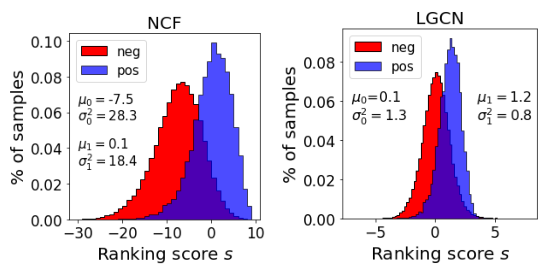 NCF
% of samples
0.10
0.08
0.06
0.04
0.02
0.00
neg
pos
μ₀ = -7.5
σ₀² = 28.3
μ₁ = 0.1
σ₁² = 18.4
−30 −20 −10 0 10
Ranking score s
LGCN
% of samples
0.08
0.06
0.04
0.02
0.00
neg
pos
μ₀=0.1
σ₀² = 1.3
μ₁ = 1.2
σ₁² = 0.8
−5 0 5
Ranking score s